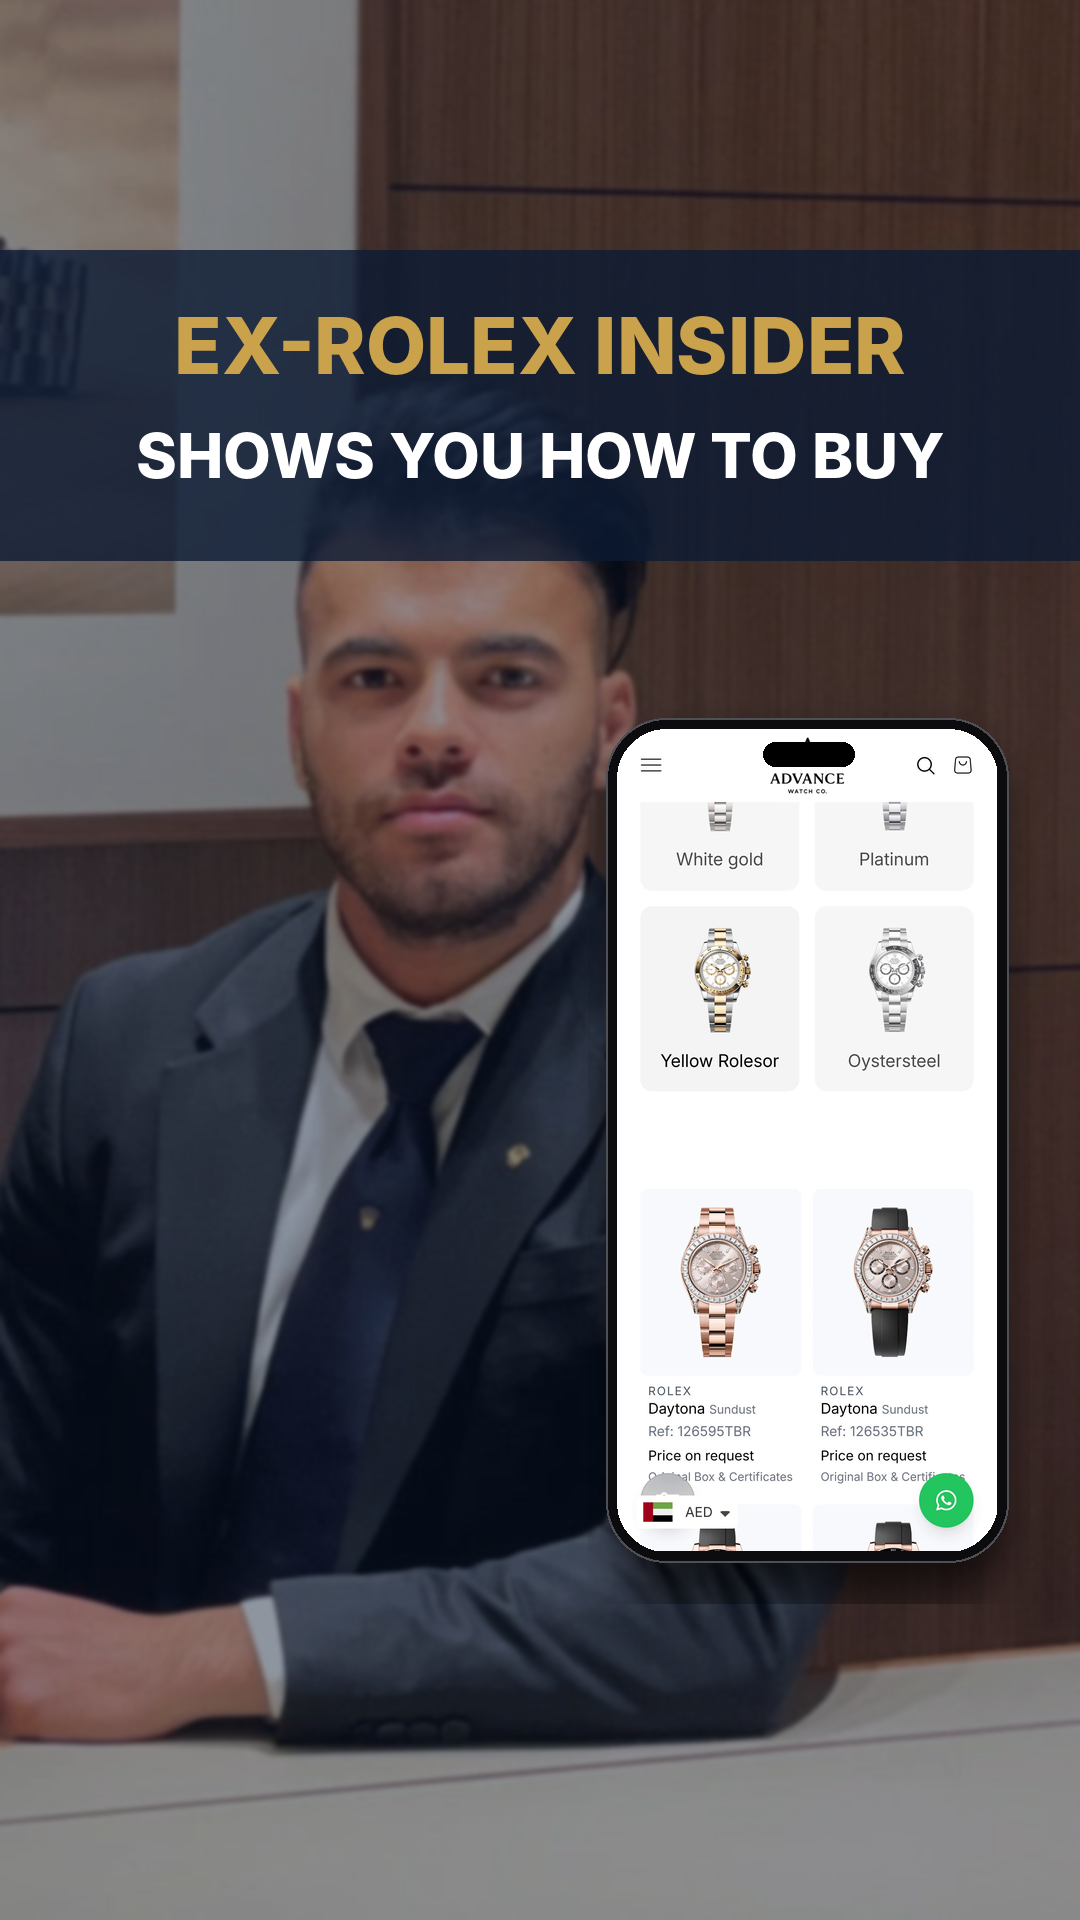 EX-ROLEX INSIDER
SHOWS YOU HOW TO BUY
ADVANCE
WATCH CO.
White gold
Platinum
Yellow Rolesor
Oystersteel
ROLEX
Daytona Sundust
Ref: 126595TBR
Price on request
Original Box & Certificates
ROLEX
Daytona Sundust
Ref: 126535TBR
Price on request
Original Box & Certificates
AED